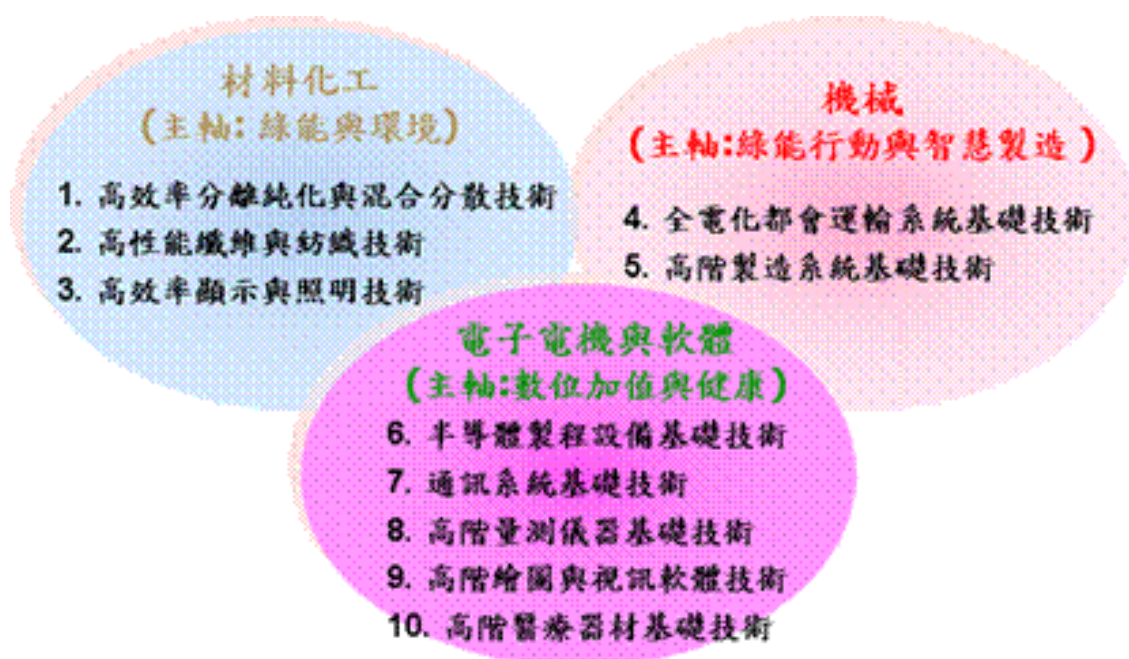 材料化工
(主軸: 綠能與環境)
1. 高效率分離純化與混合分散技術
2. 高性能纖維與紡織技術
3. 高效率顯示與照明技術
機械
(主軸:綠能行動與智慧製造 )
4. 全電化都會運輸系統基礎技術
5. 高階製造系統基礎技術
電子電機與軟體
(主軸:數位加值與健康)
6. 半導體製程設備基礎技術
7. 通訊系統基礎技術
8. 高階量測儀器基礎技術
9. 高階繪圖與視訊軟體技術
10. 高階醫療器材基礎技術